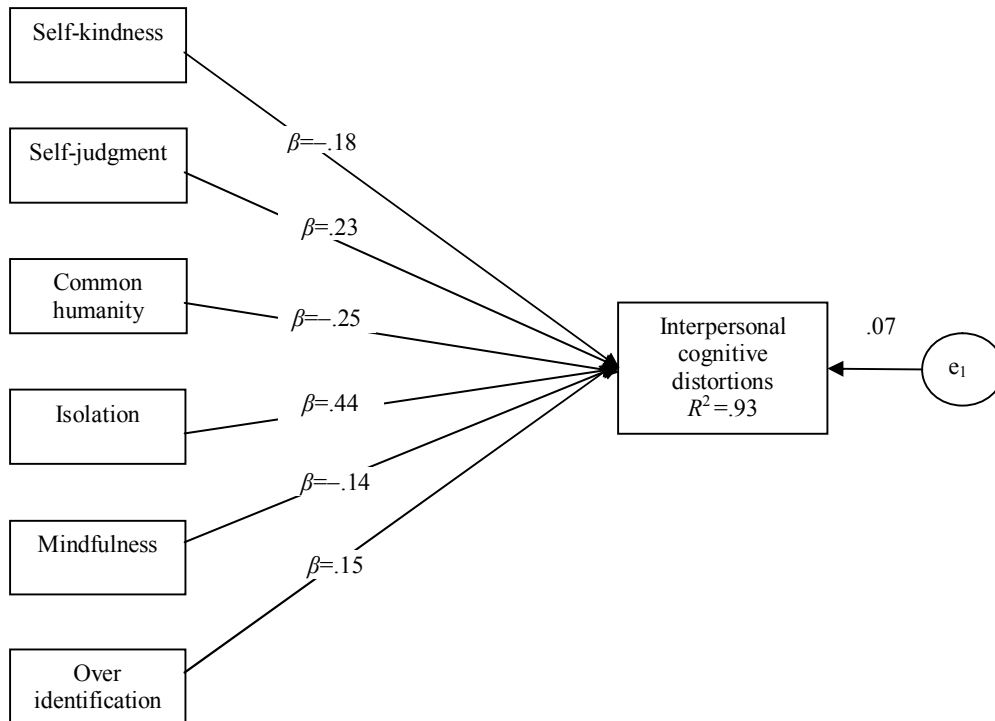 Self-kindness
β=–.18
Self-judgment
β=.23
Common
humanity
β=–.25
Isolation
β=.44
Mindfulness
β=–.14
Over
identification
β=.15
Interpersonal
cognitive
distortions
R² =.93
.07
e₁